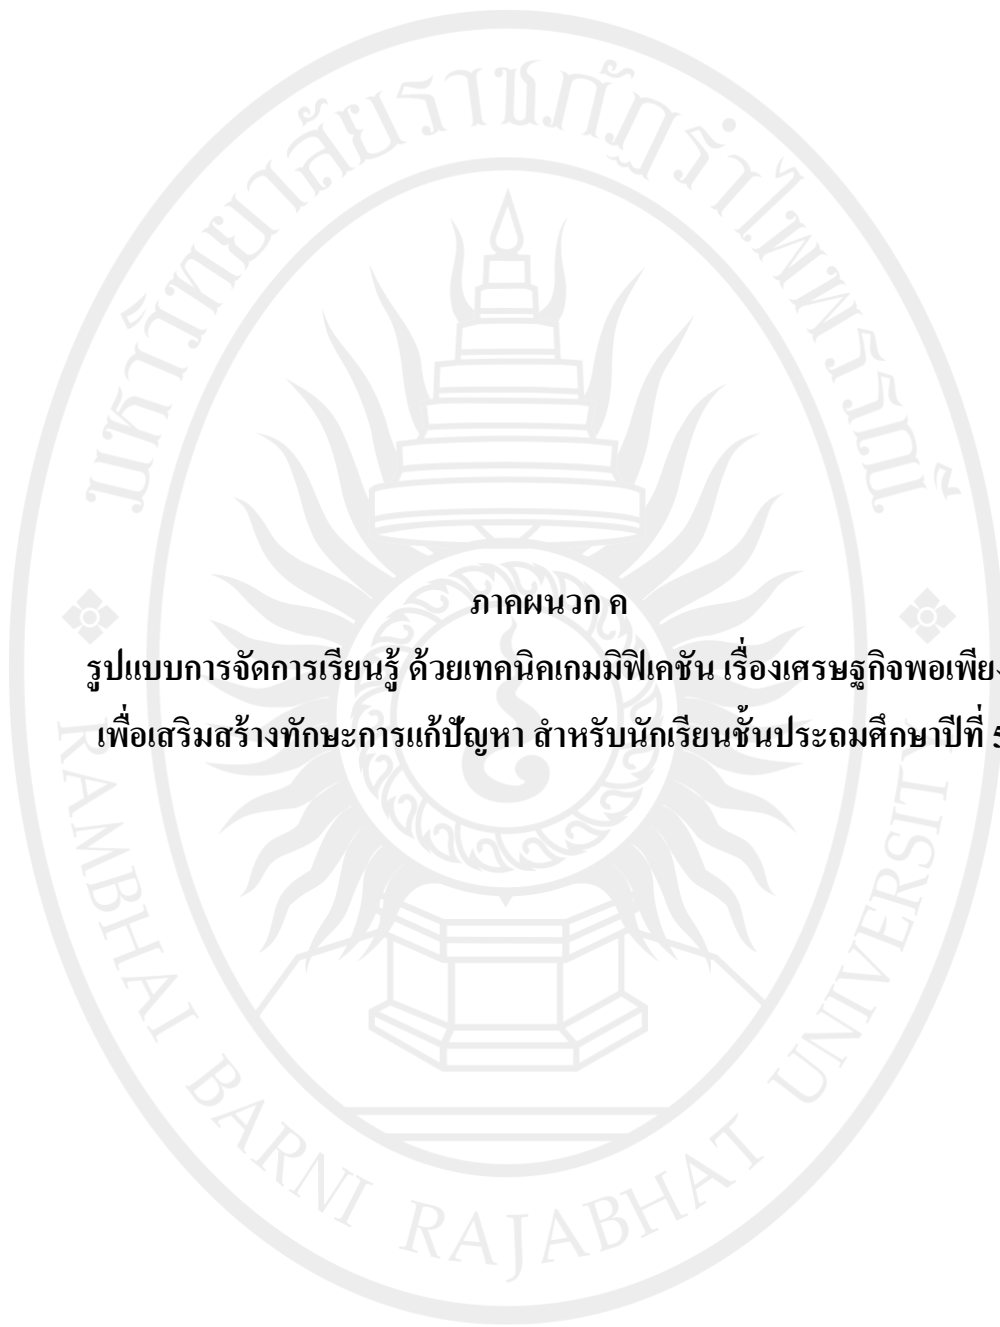 มหาวิทยาลัยราชภัฏรำไพพรรณี
ภาคผนวก ค
รูปแบบการจัดการเรียนรู้ ด้วยเทคนิคเกมมิฟิเคชัน เรื่องเศรษฐกิจพอเพียง
เพื่อเสริมสร้างทักษะการแก้ปัญหา สำหรับนักเรียนชั้นประถมศึกษาปีที่ 5
RAMBHAI BARNI RAJABHAT UNIVERSITY